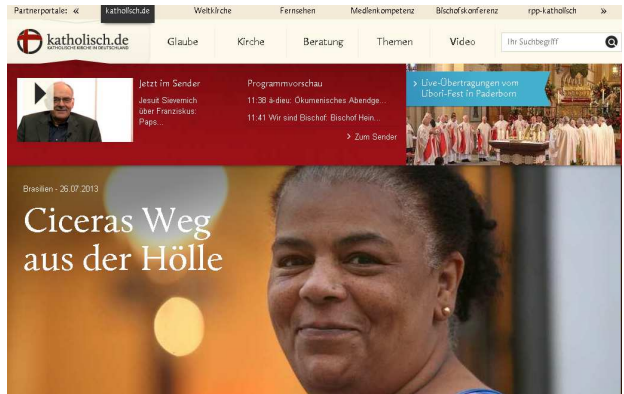 Partnerportale: « katholisch.de Weltkirche Fernsehen Medienkompetenz Bischofskonferenz rpp-katholisch »
katholisch.de
KATHOLISCHE KIRCHE IN DEUTSCHLAND
Glaube Kirche Beratung Themen Video Ihr Suchbegriff
Jetzt im Sender
Jesuit Sievernich
über Franziskus:
Paps...
Programmvorschau
11:38 à-dieu: Ökumenisches Abendge...
11:41 Wir sind Bischof: Bischof Hein...
> Zum Sender
> Live-Übertragungen vom
Libori-Fest in Paderborn
Brasilien - 26.07.2013
Ciceras Weg
aus der Hölle